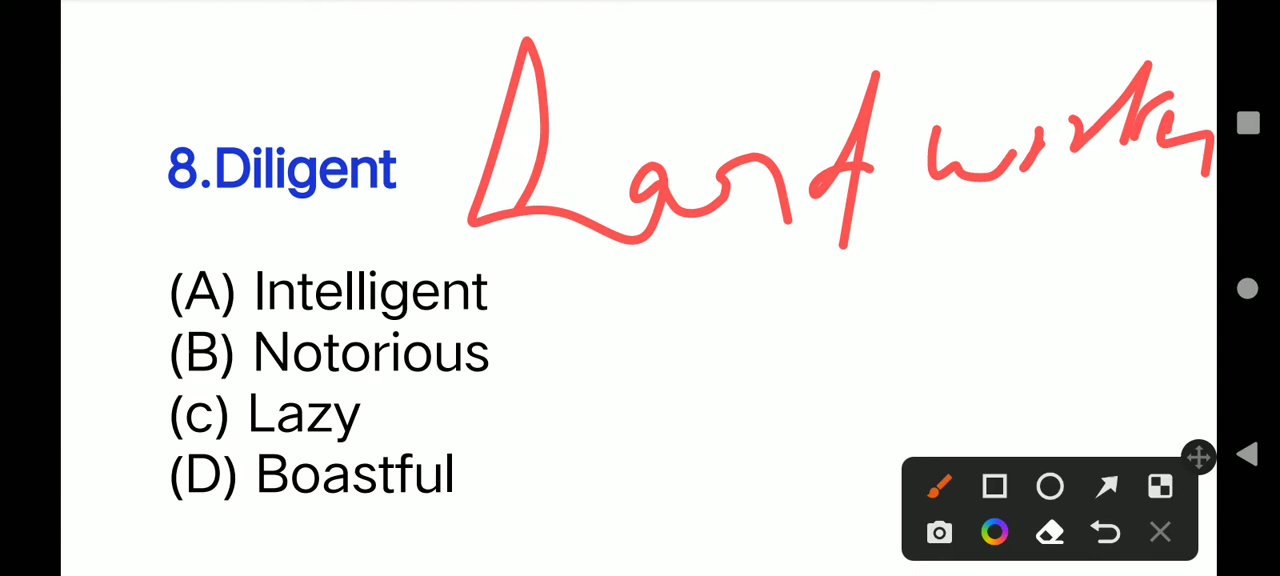 8.Diligent Hard worker
(A) Intelligent
(B) Notorious
(c) Lazy
(D) Boastful